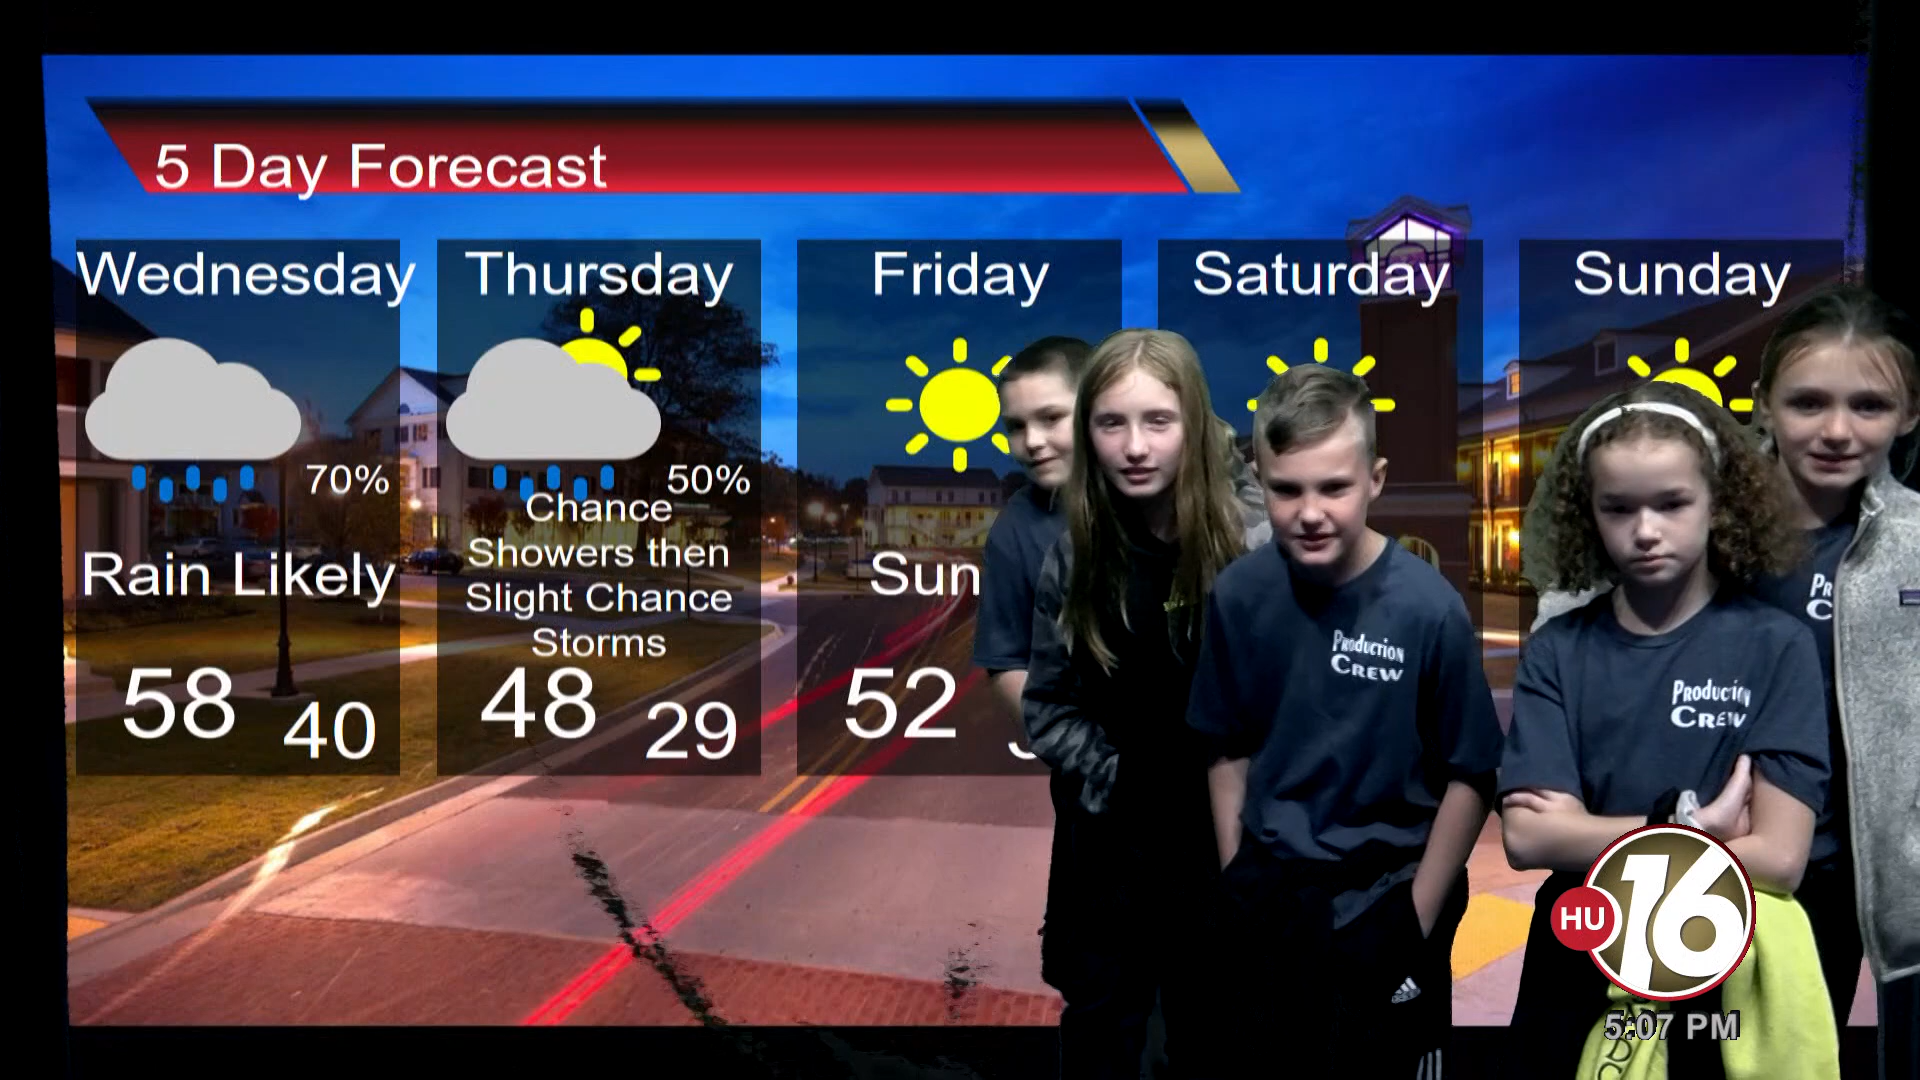 5 Day Forecast
Wednesday
70%
Rain Likely
58 40
Thursday
50%
Chance
Showers then
Slight Chance
Storms
48 29
Friday
52
Saturday
Sunday
Production
Crew
Production
Crew
HU 16
5:07 PM